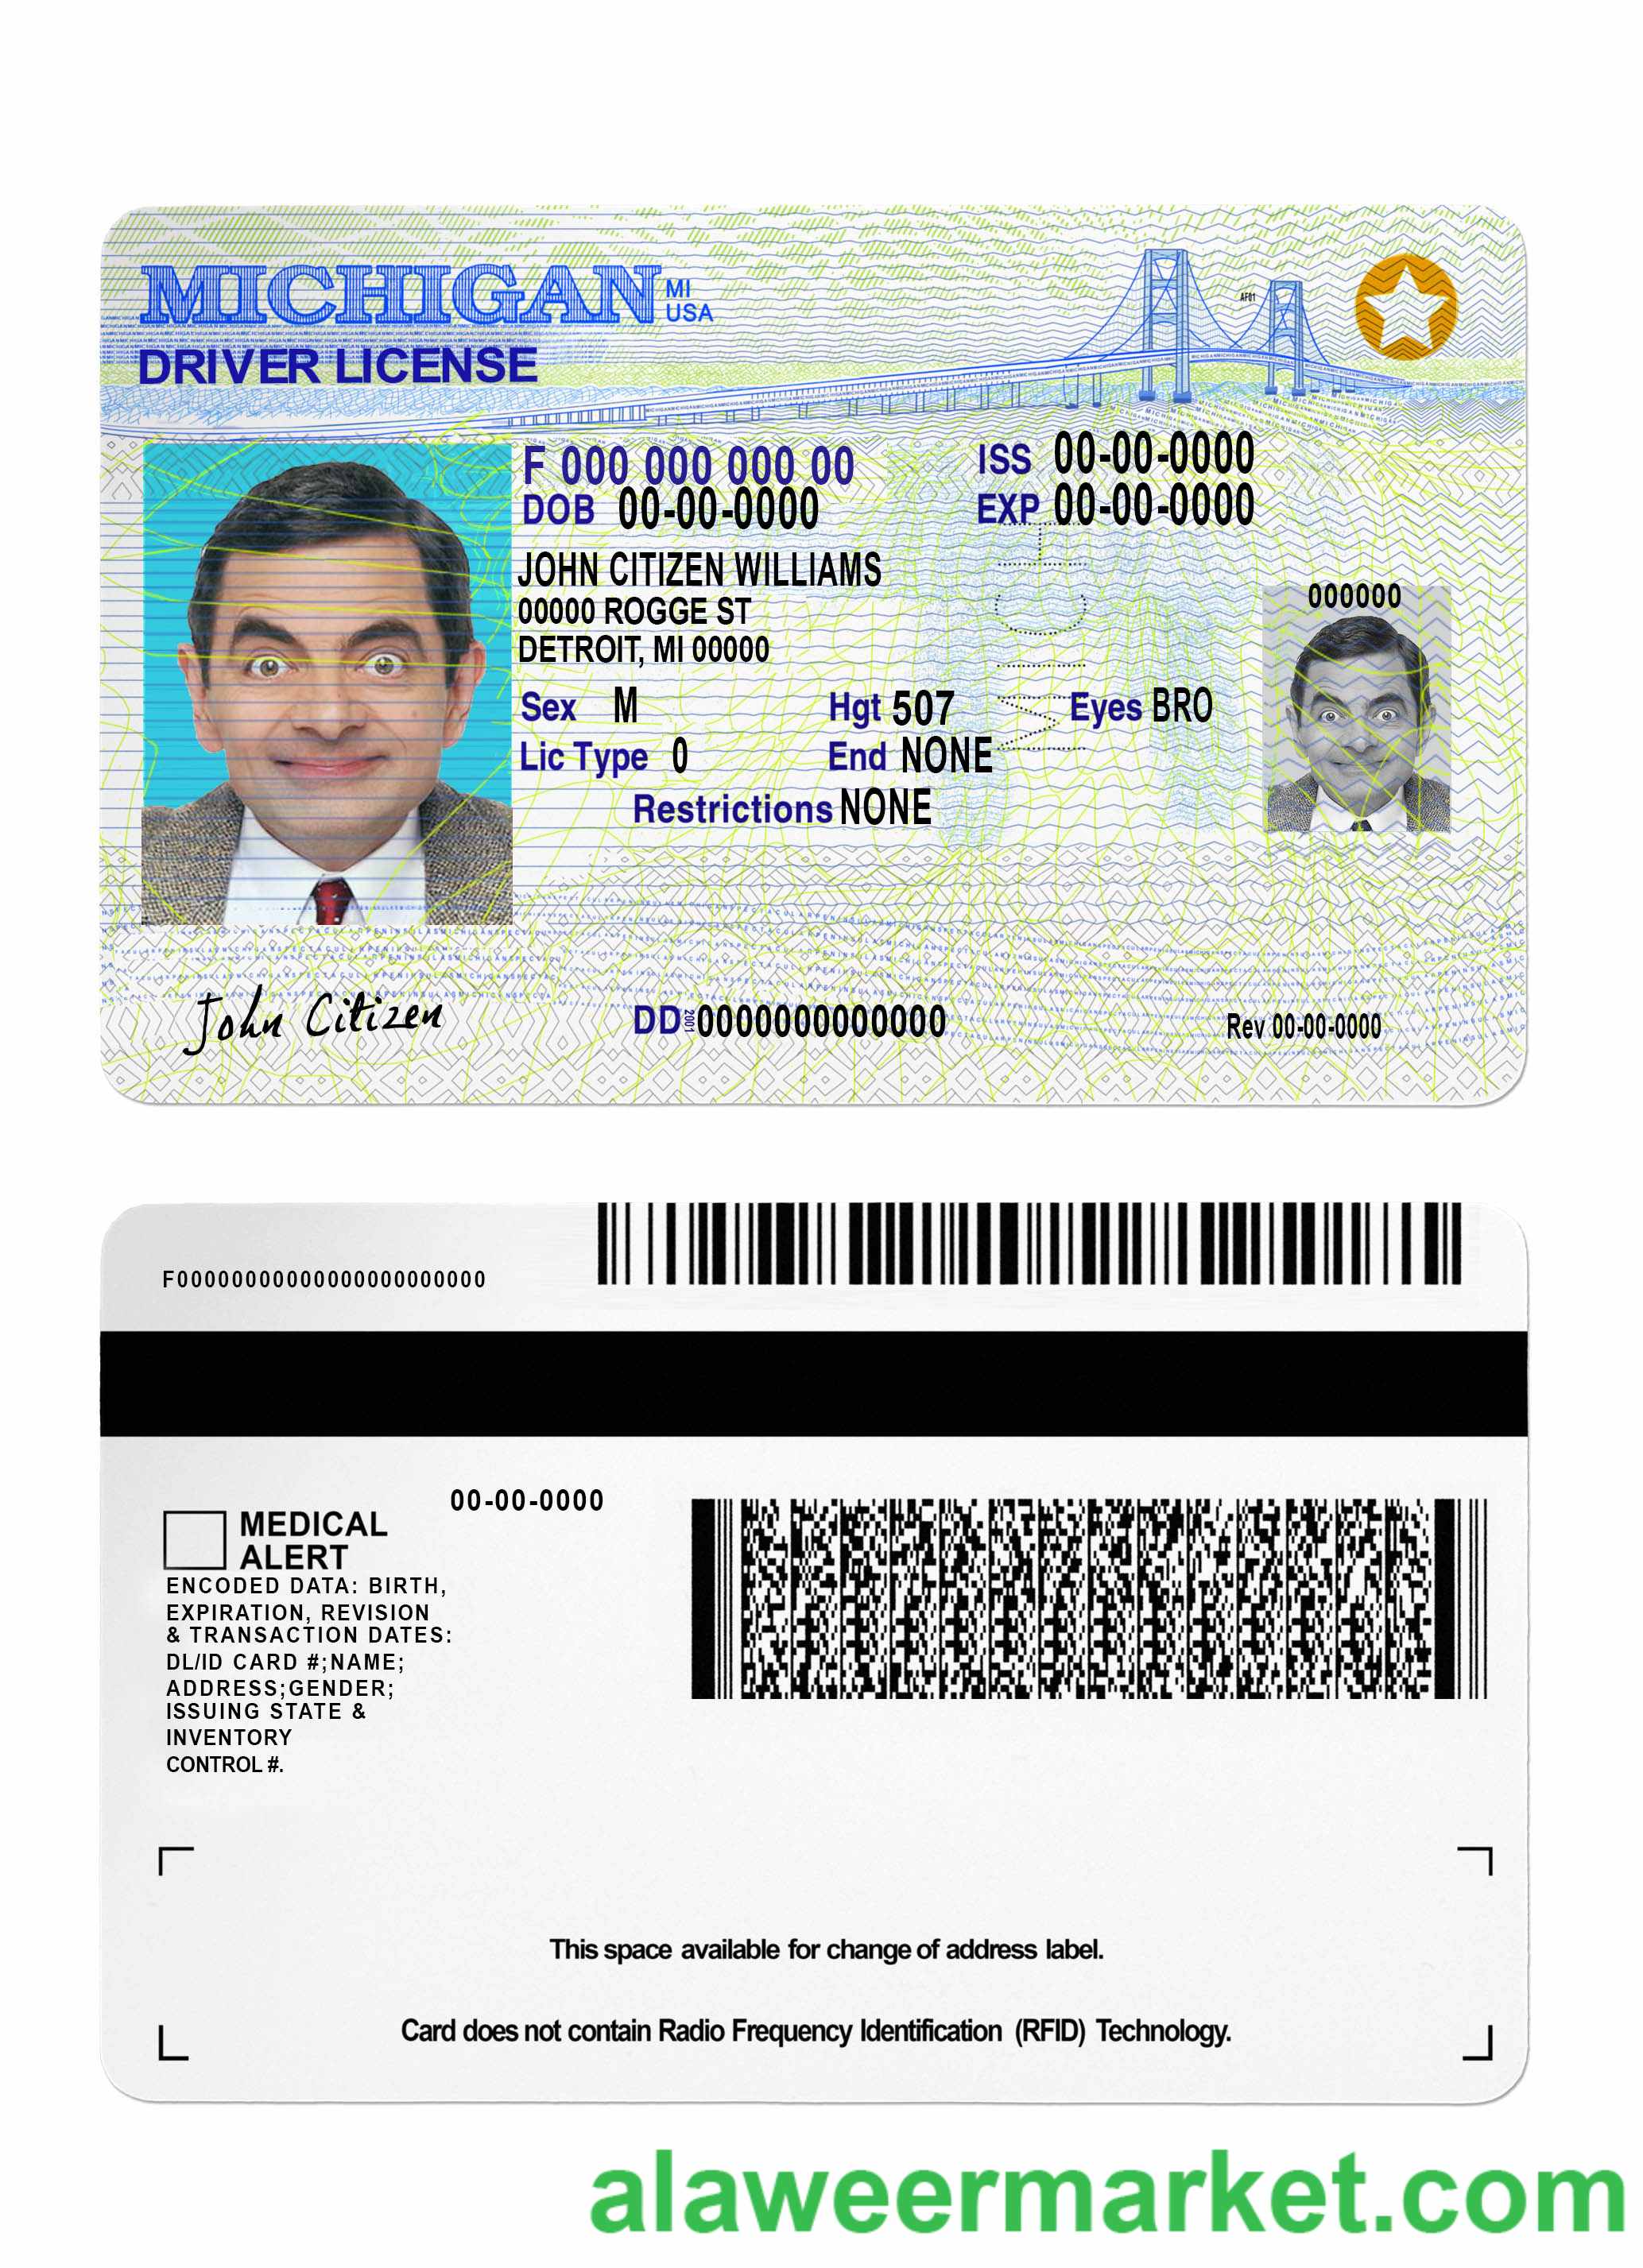 MICHIGAN MI USA
DRIVER LICENSE
AF01
F 000 000 000 00
ISS 00-00-0000
DOB 00-00-0000
EXP 00-00-0000
JOHN CITIZEN WILLIAMS
00000 ROGGE ST
DETROIT, MI 00000
000000
Sex M Hgt 507 Eyes BRO
Lic Type 0 End NONE
Restrictions NONE
MICH
John Citizen
DD 0000000000000
2001
Rev 00-00-0000
F0000000000000000000000
00-00-0000
MEDICAL
ALERT
ENCODED DATA: BIRTH,
EXPIRATION, REVISION
& TRANSACTION DATES:
DL/ID CARD #;NAME;
ADDRESS;GENDER;
ISSUING STATE &
INVENTORY
CONTROL #.
This space available for change of address label.
Card does not contain Radio Frequency Identification (RFID) Technology.
alaweermarket.com